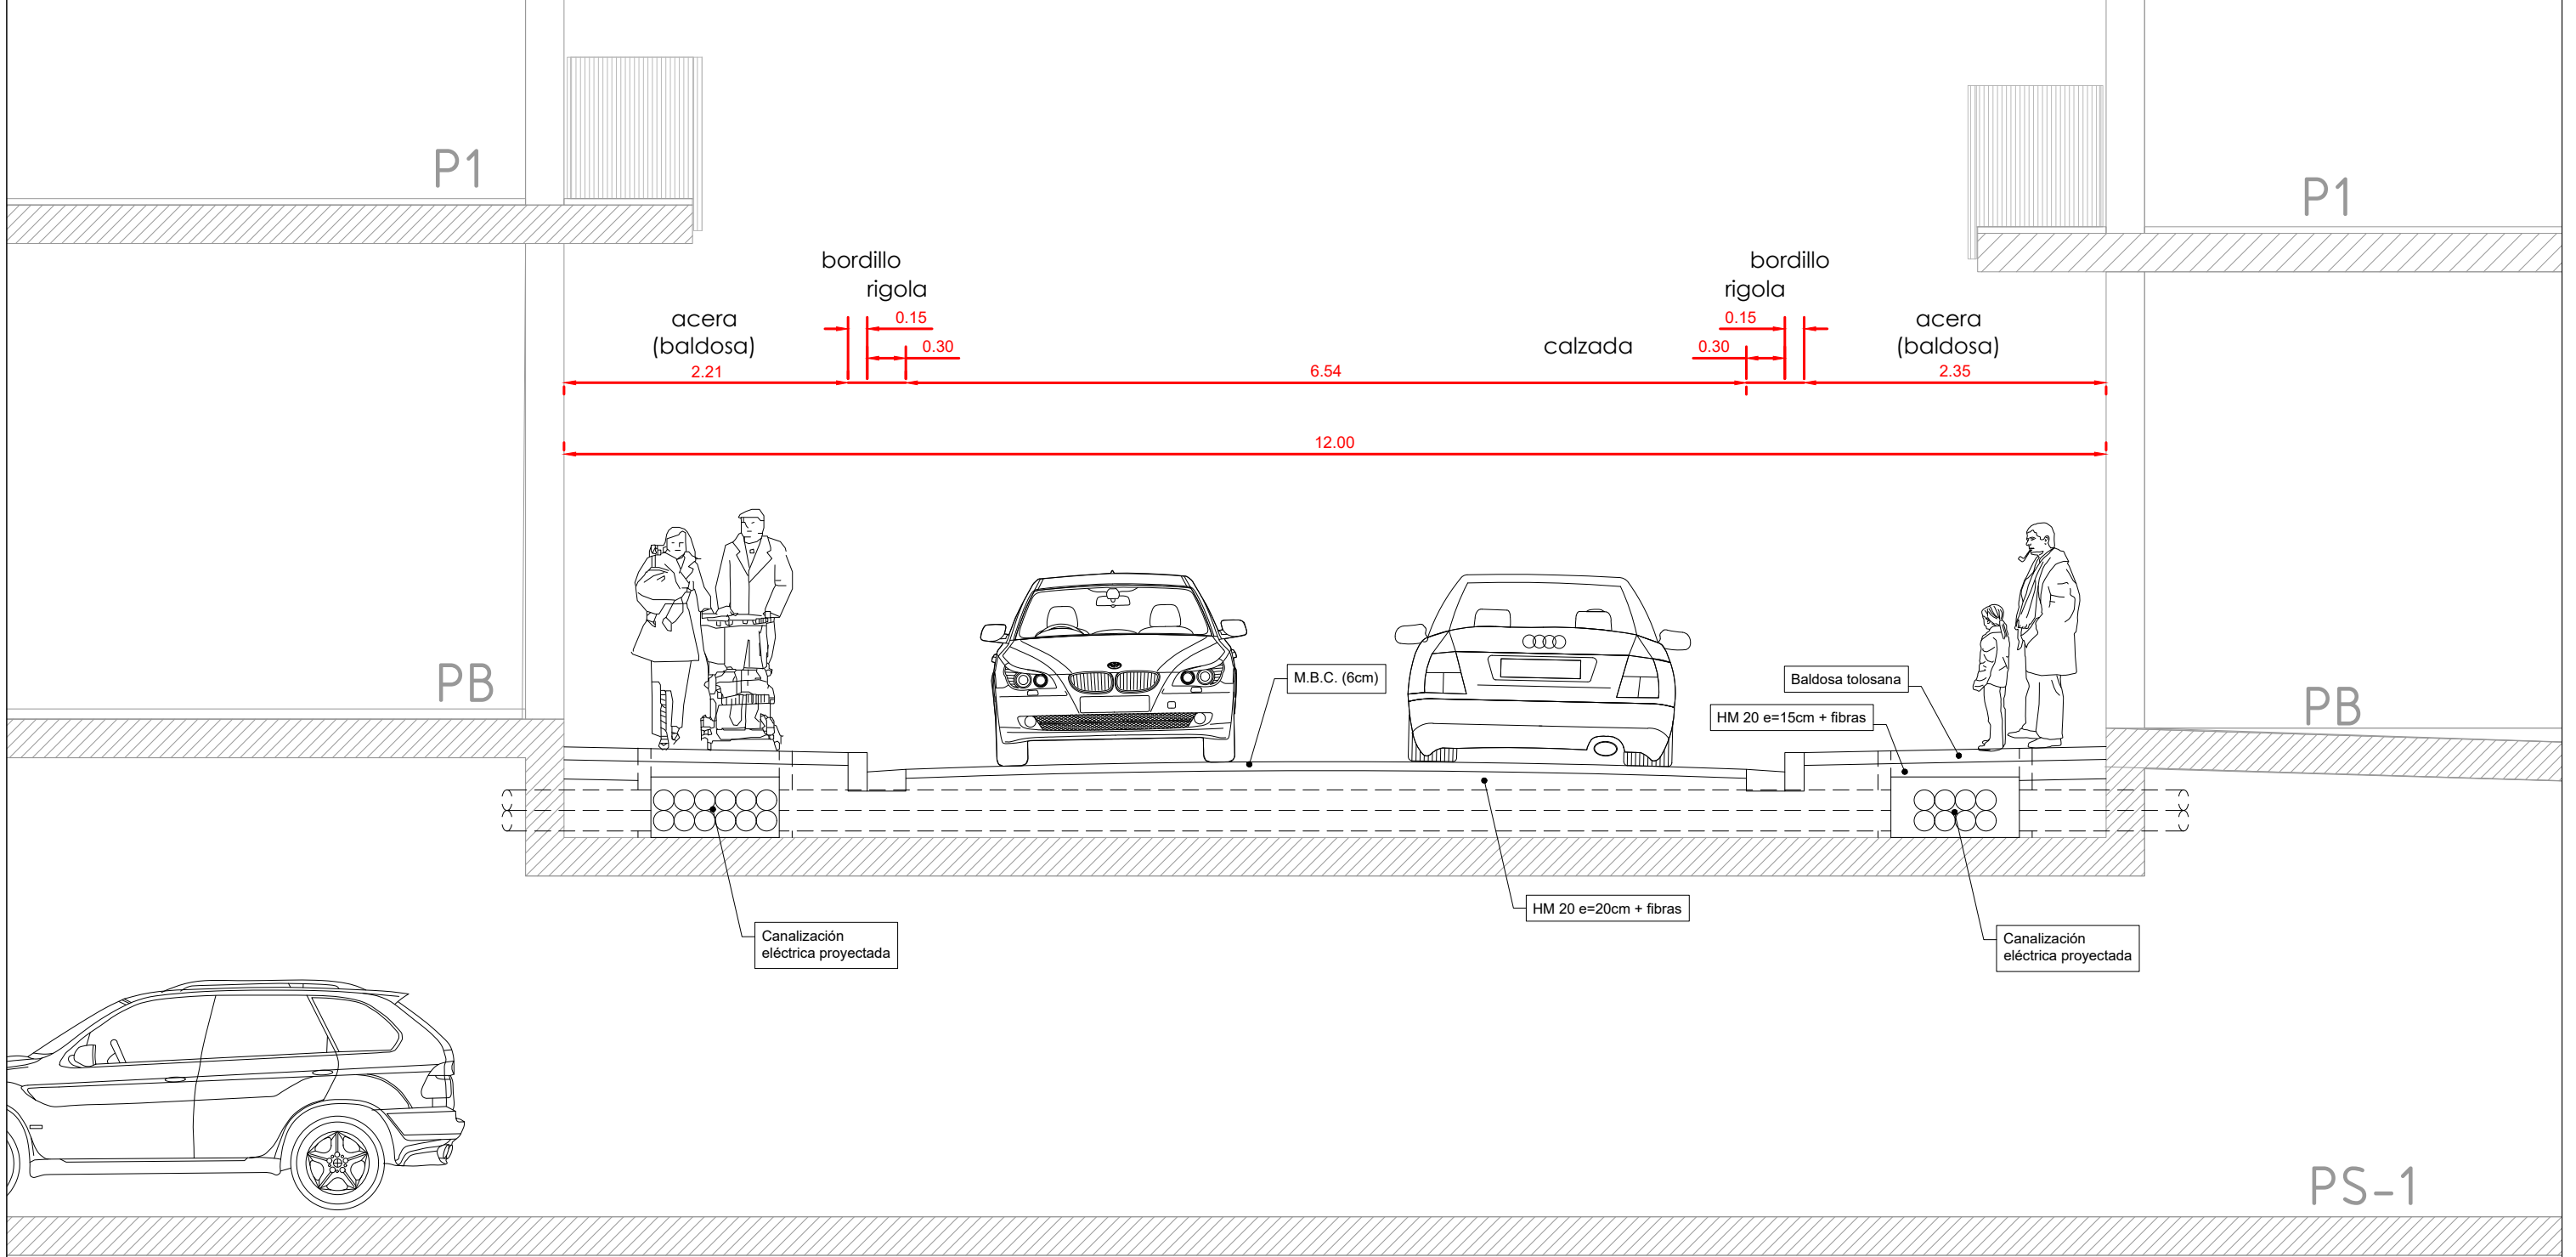 P1
P1
bordillo
rigola
bordillo
rigola
0.15
0.15
acera
(baldosa)
acera
(baldosa)
0.30
calzada
0.30
2.21
6.54
2.35
12.00
PB
M.B.C. (6cm)
Baldosa tolosana
HM 20 e=15cm + fibras
PB
HM 20 e=20cm + fibras
Canalización
eléctrica proyectada
Canalización
eléctrica proyectada
PS-1